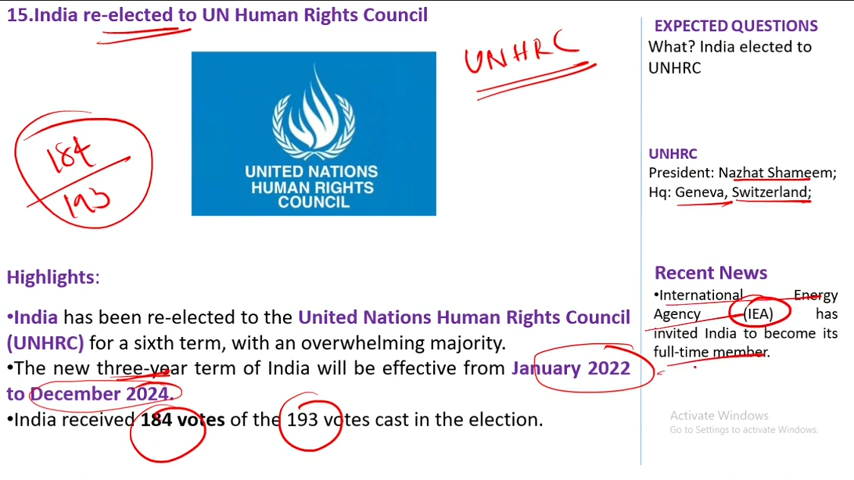 15.India re-elected to UN Human Rights Council
UNHRC
184
193
UNITED NATIONS
HUMAN RIGHTS
COUNCIL
Highlights:
•India has been re-elected to the United Nations Human Rights Council
(UNHRC) for a sixth term, with an overwhelming majority.
•The new three-year term of India will be effective from January 2022
to December 2024.
•India received 184 votes of the 193 votes cast in the election.
EXPECTED QUESTIONS
What? India elected to
UNHRC
UNHRC
President: Nazhat Shameem;
Hq: Geneva, Switzerland;
Recent News
•International Energy
Agency (IEA) has
invited India to become its
full-time member.
Activate Windows
Go to Settings to activate Windows.